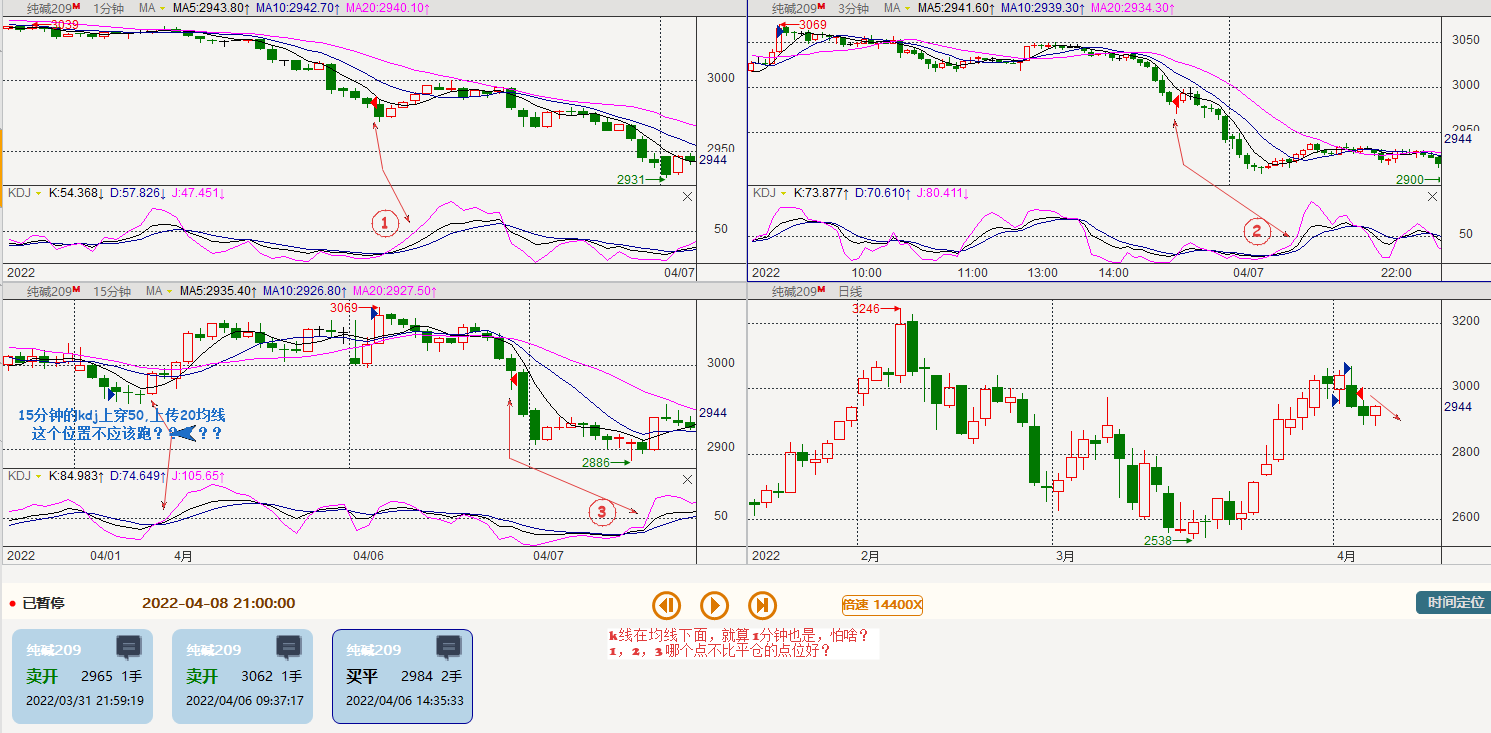 纯碱209M 1分钟 MA MA5:2943.80↑ MA10:2942.70↑ MA20:2940.10↑
3039
3000
2950
2944
2931
KDJ K:54.368↓ D:57.826↓ J:47.451↓
1
50
2022 04/07
纯碱209M 3分钟 MA MA5:2941.60↑ MA10:2939.30↑ MA20:2934.30↑
3069
3050
3000
2950
2944
2900
KDJ K:73.877↑ D:70.610↑ J:80.411↓
2
50
2022 10:00 11:00 13:00 14:00 04/07 22:00
纯碱209M 15分钟 MA MA5:2935.40↑ MA10:2926.80↑ MA20:2927.50↑
3069
3000
2944
2900
15分钟的kdj上穿50,上传20均线
这个位置不应该跑？？？？
2886
KDJ K:84.983↑ D:74.649↑ J:105.65↑
3
50
2022 04/01 4月 04/06 04/07
纯碱209M 日线
3246
3200
3000
2944
2800
2600
2538
2022 2月 3月 4月
已暂停 2022-04-08 21:00:00 倍速 14400X 时间定位
k线在均线下面，就算1分钟也是，怕啥？
1，2，3哪个点不比平仓的点位好？
纯碱209
卖开 2965 1手
2022/03/31 21:59:19
纯碱209
卖开 3062 1手
2022/04/06 09:37:17
纯碱209
买平 2984 2手
2022/04/06 14:35:33